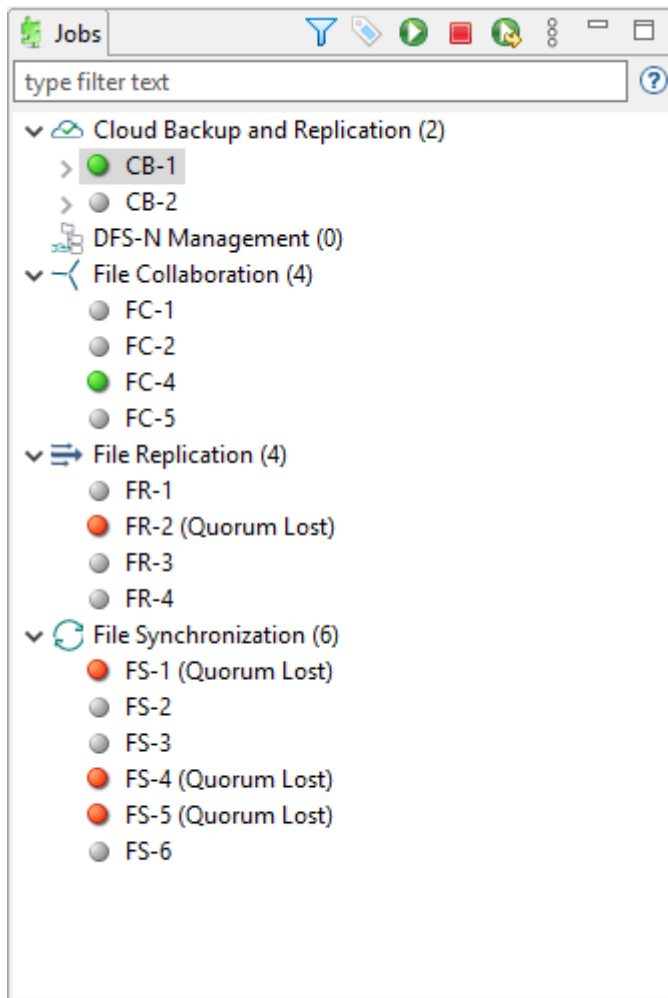 Jobs
type filter text
Cloud Backup and Replication (2)
CB-1
CB-2
DFS-N Management (0)
File Collaboration (4)
FC-1
FC-2
FC-4
FC-5
File Replication (4)
FR-1
FR-2 (Quorum Lost)
FR-3
FR-4
File Synchronization (6)
FS-1 (Quorum Lost)
FS-2
FS-3
FS-4 (Quorum Lost)
FS-5 (Quorum Lost)
FS-6